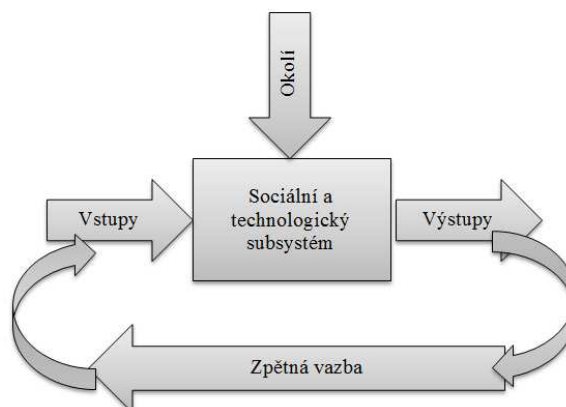 Okolí
Vstupy
Sociální a
technologický
subsystém
Výstupy
Zpětná vazba